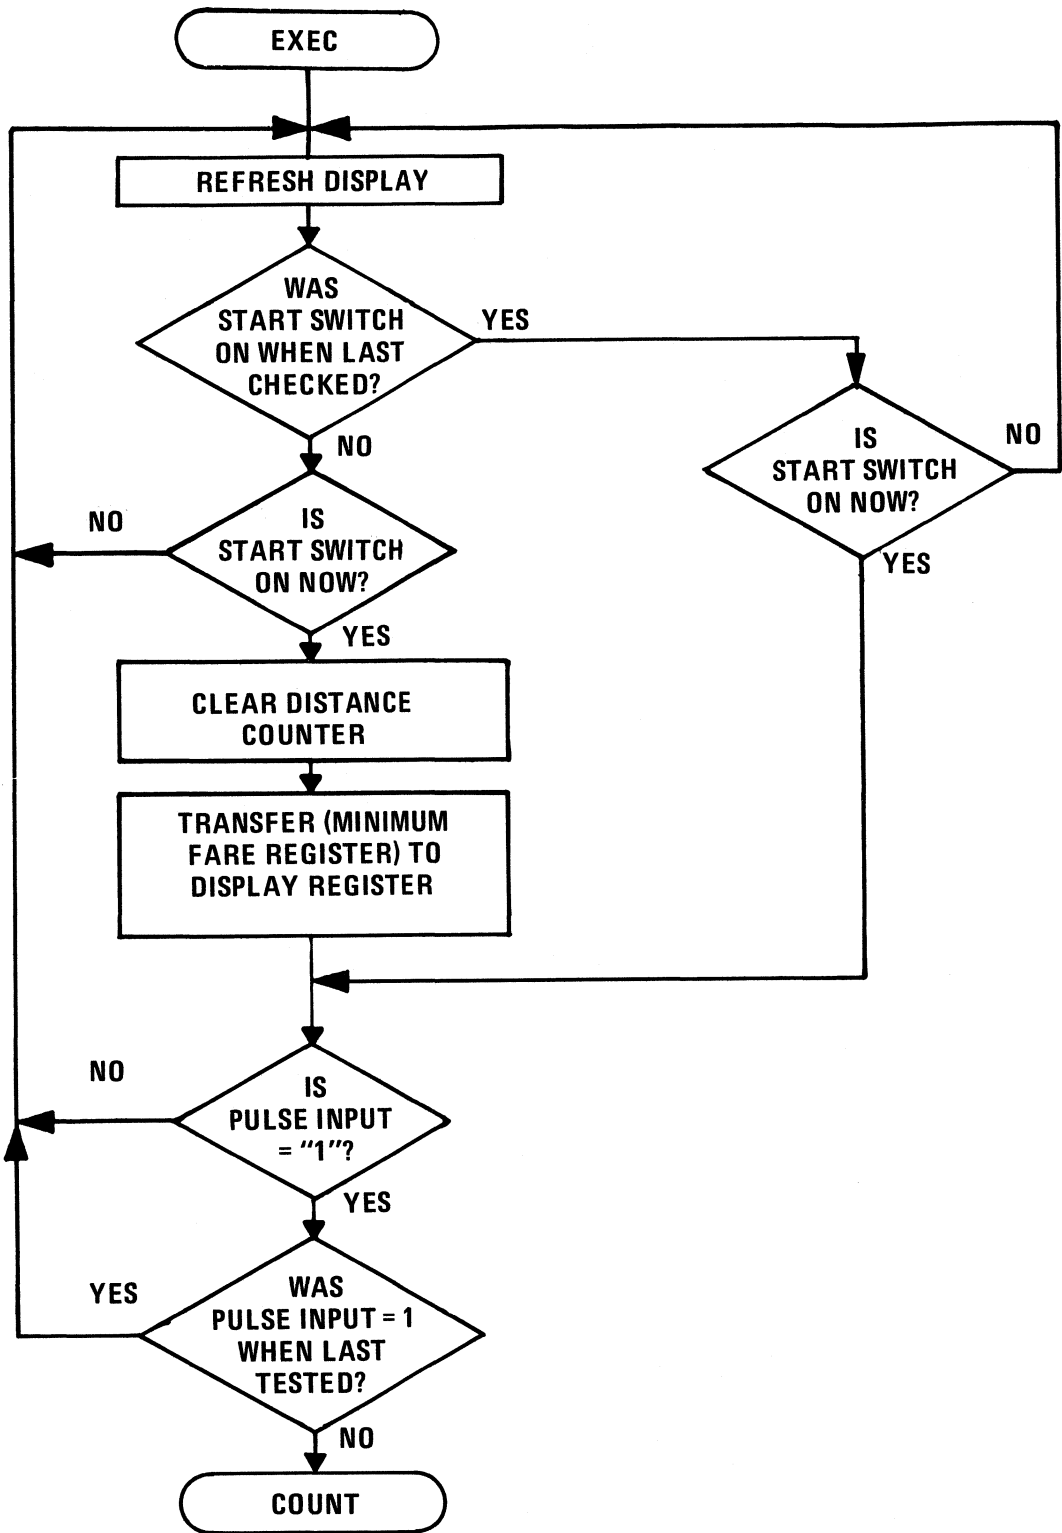 EXEC
REFRESH DISPLAY
WAS
START SWITCH
ON WHEN LAST
CHECKED?
YES
NO
IS
START SWITCH
ON NOW?
NO
YES
IS
START SWITCH
ON NOW?
NO
YES
CLEAR DISTANCE
COUNTER
TRANSFER (MINIMUM
FARE REGISTER) TO
DISPLAY REGISTER
NO
IS
PULSE INPUT
= "1"?
YES
YES
WAS
PULSE INPUT = 1
WHEN LAST
TESTED?
NO
COUNT